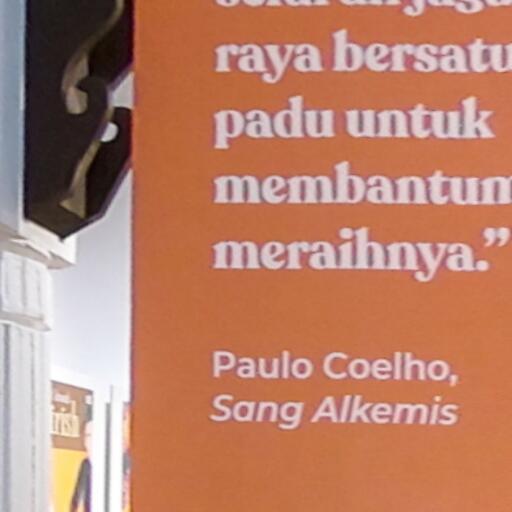 raya bersatu
padu untuk
membantum
meraihnya.”
Paulo Coelho,
Sang Alkemis